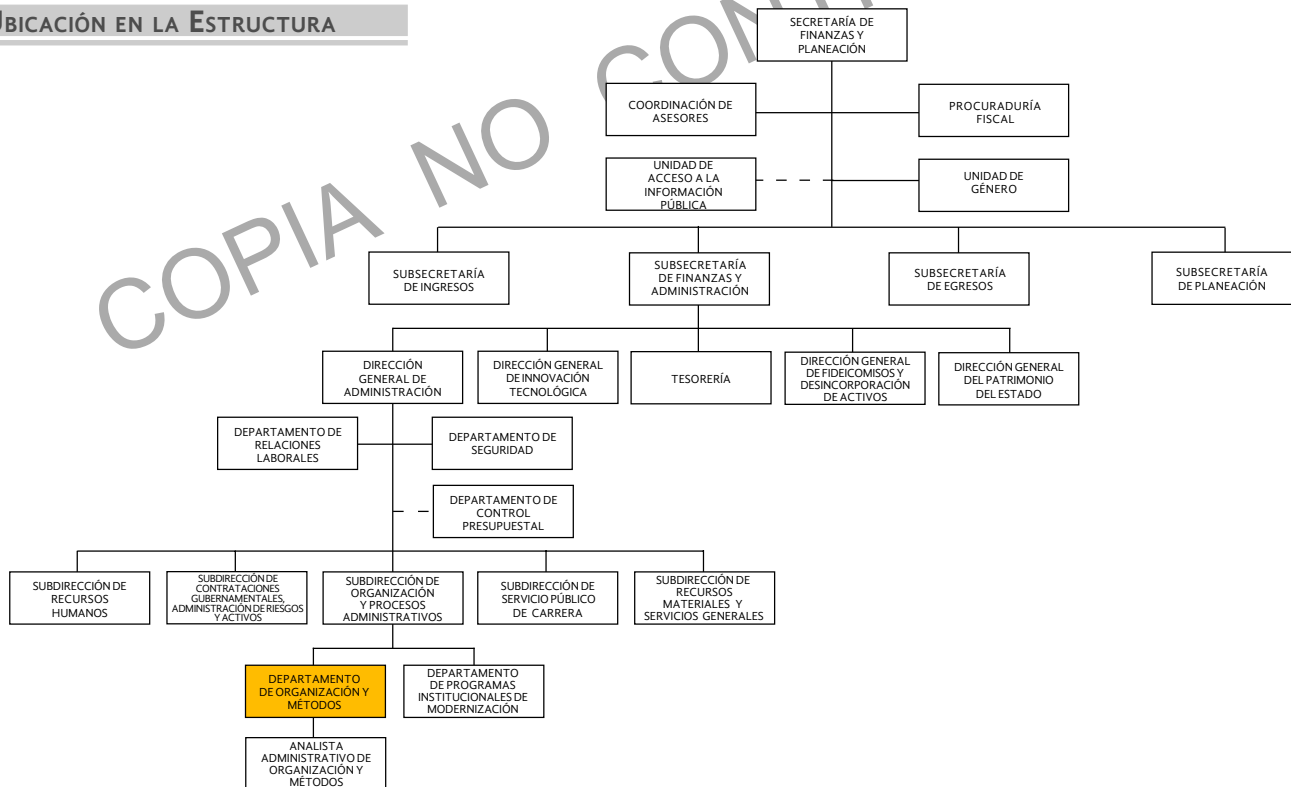 UBICACIÓN EN LA ESTRUCTURA
COPIA NO
SECRETARÍA DE
FINANZAS Y
PLANEACIÓN
COORDINACIÓN DE
ASESORES
PROCURADURÍA
FISCAL
UNIDAD DE
ACCESO A LA
INFORMACIÓN
PÚBLICA
UNIDAD DE
GÉNERO
SUBSECRETARÍA
DE INGRESOS
SUBSECRETARÍA
DE FINANZAS Y
ADMINISTRACIÓN
SUBSECRETARÍA
DE EGRESOS
SUBSECRETARÍA
DE PLANEACIÓN
DIRECCIÓN
GENERAL DE
ADMINISTRACIÓN
DIRECCIÓN GENERAL
DE INNOVACIÓN
TECNOLÓGICA
TESORERÍA
DIRECCIÓN GENERAL
DE FIDEICOMISOS Y
DESINCORPORACIÓN
DE ACTIVOS
DIRECCIÓN GENERAL
DEL PATRIMONIO
DEL ESTADO
DEPARTAMENTO DE
RELACIONES
LABORALES
DEPARTAMENTO DE
SEGURIDAD
DEPARTAMENTO DE
CONTROL
PRESUPUESTAL
SUBDIRECCIÓN DE
RECURSOS
HUMANOS
SUBDIRECCIÓN DE
CONTRATACIONES
GUBERNAMENTALES,
ADMINISTRACIÓN DE RIESGOS
Y ACTIVOS
SUBDIRECCIÓN DE
ORGANIZACIÓN
Y PROCESOS
ADMINISTRATIVOS
SUBDIRECCIÓN DE
SERVICIO PÚBLICO
DE CARRERA
SUBDIRECCIÓN DE
RECURSOS
MATERIALES Y
SERVICIOS GENERALES
DEPARTAMENTO
DE ORGANIZACIÓN Y
MÉTODOS
DEPARTAMENTO
DE PROGRAMAS
INSTITUCIONALES DE
MODERNIZACIÓN
ANALISTA
ADMINISTRATIVO DE
ORGANIZACIÓN Y
MÉTODOS